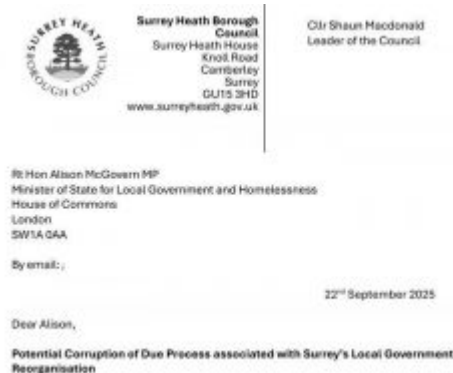 SURREY HEATH
BOROUGH COUNCIL
Surrey Heath Borough
Council
Surrey Heath House
Knoll Road
Camberley
Surrey
GU15 3HD
www.surreyheath.gov.uk
Cllr Shaun Macdonald
Leader of the Council
Rt Hon Alison McGovern MP
Minister of State for Local Government and Homelessness
House of Commons
London
SW1A 0AA
By email: ;
22nd September 2025
Dear Alison,
Potential Corruption of Due Process associated with Surrey's Local Government
Reorganisation